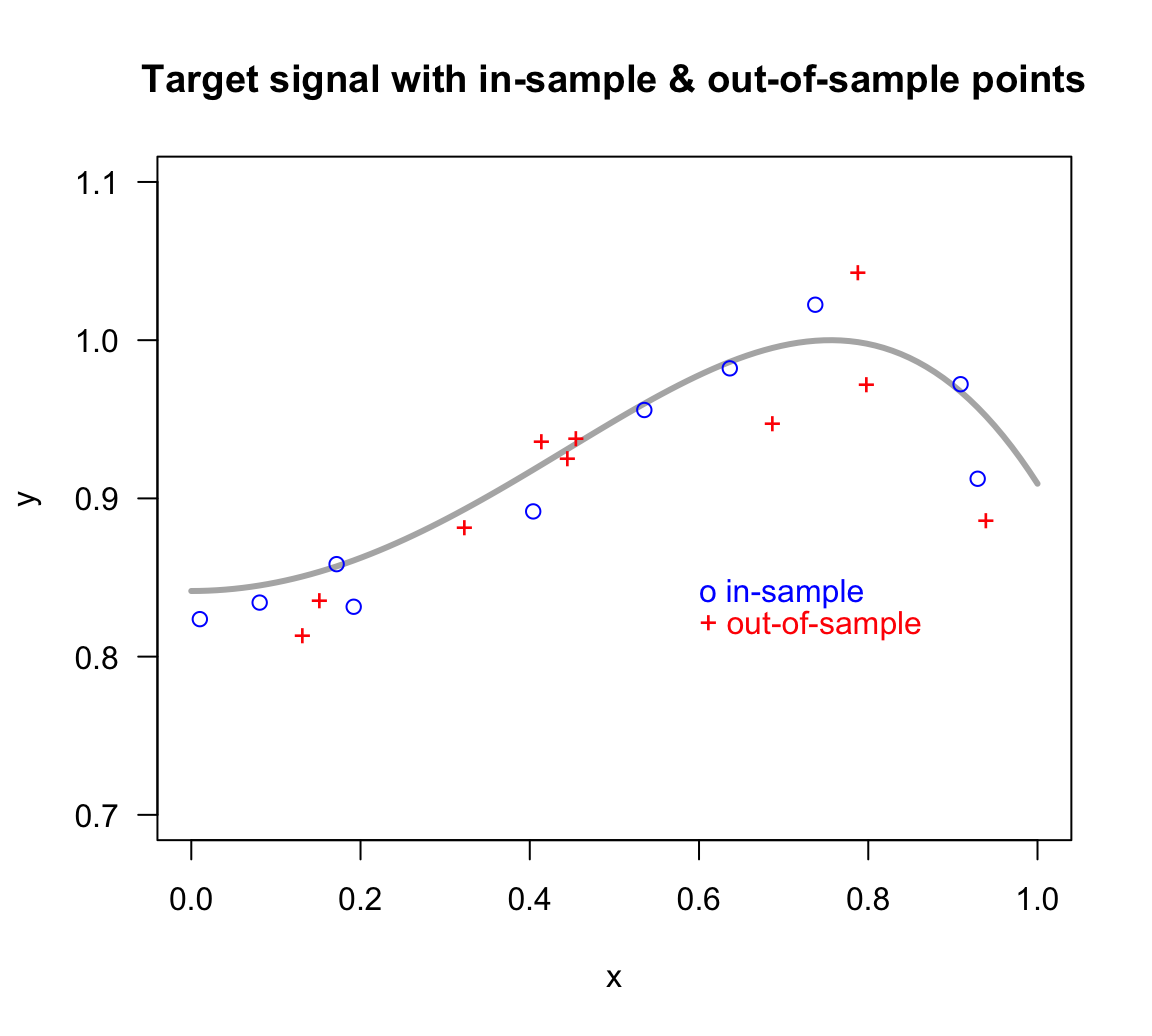 Target signal with in-sample & out-of-sample points
1.1
1.0
0.9
0.8
0.7
y
o in-sample
+ out-of-sample
0.0 0.2 0.4 0.6 0.8 1.0
x